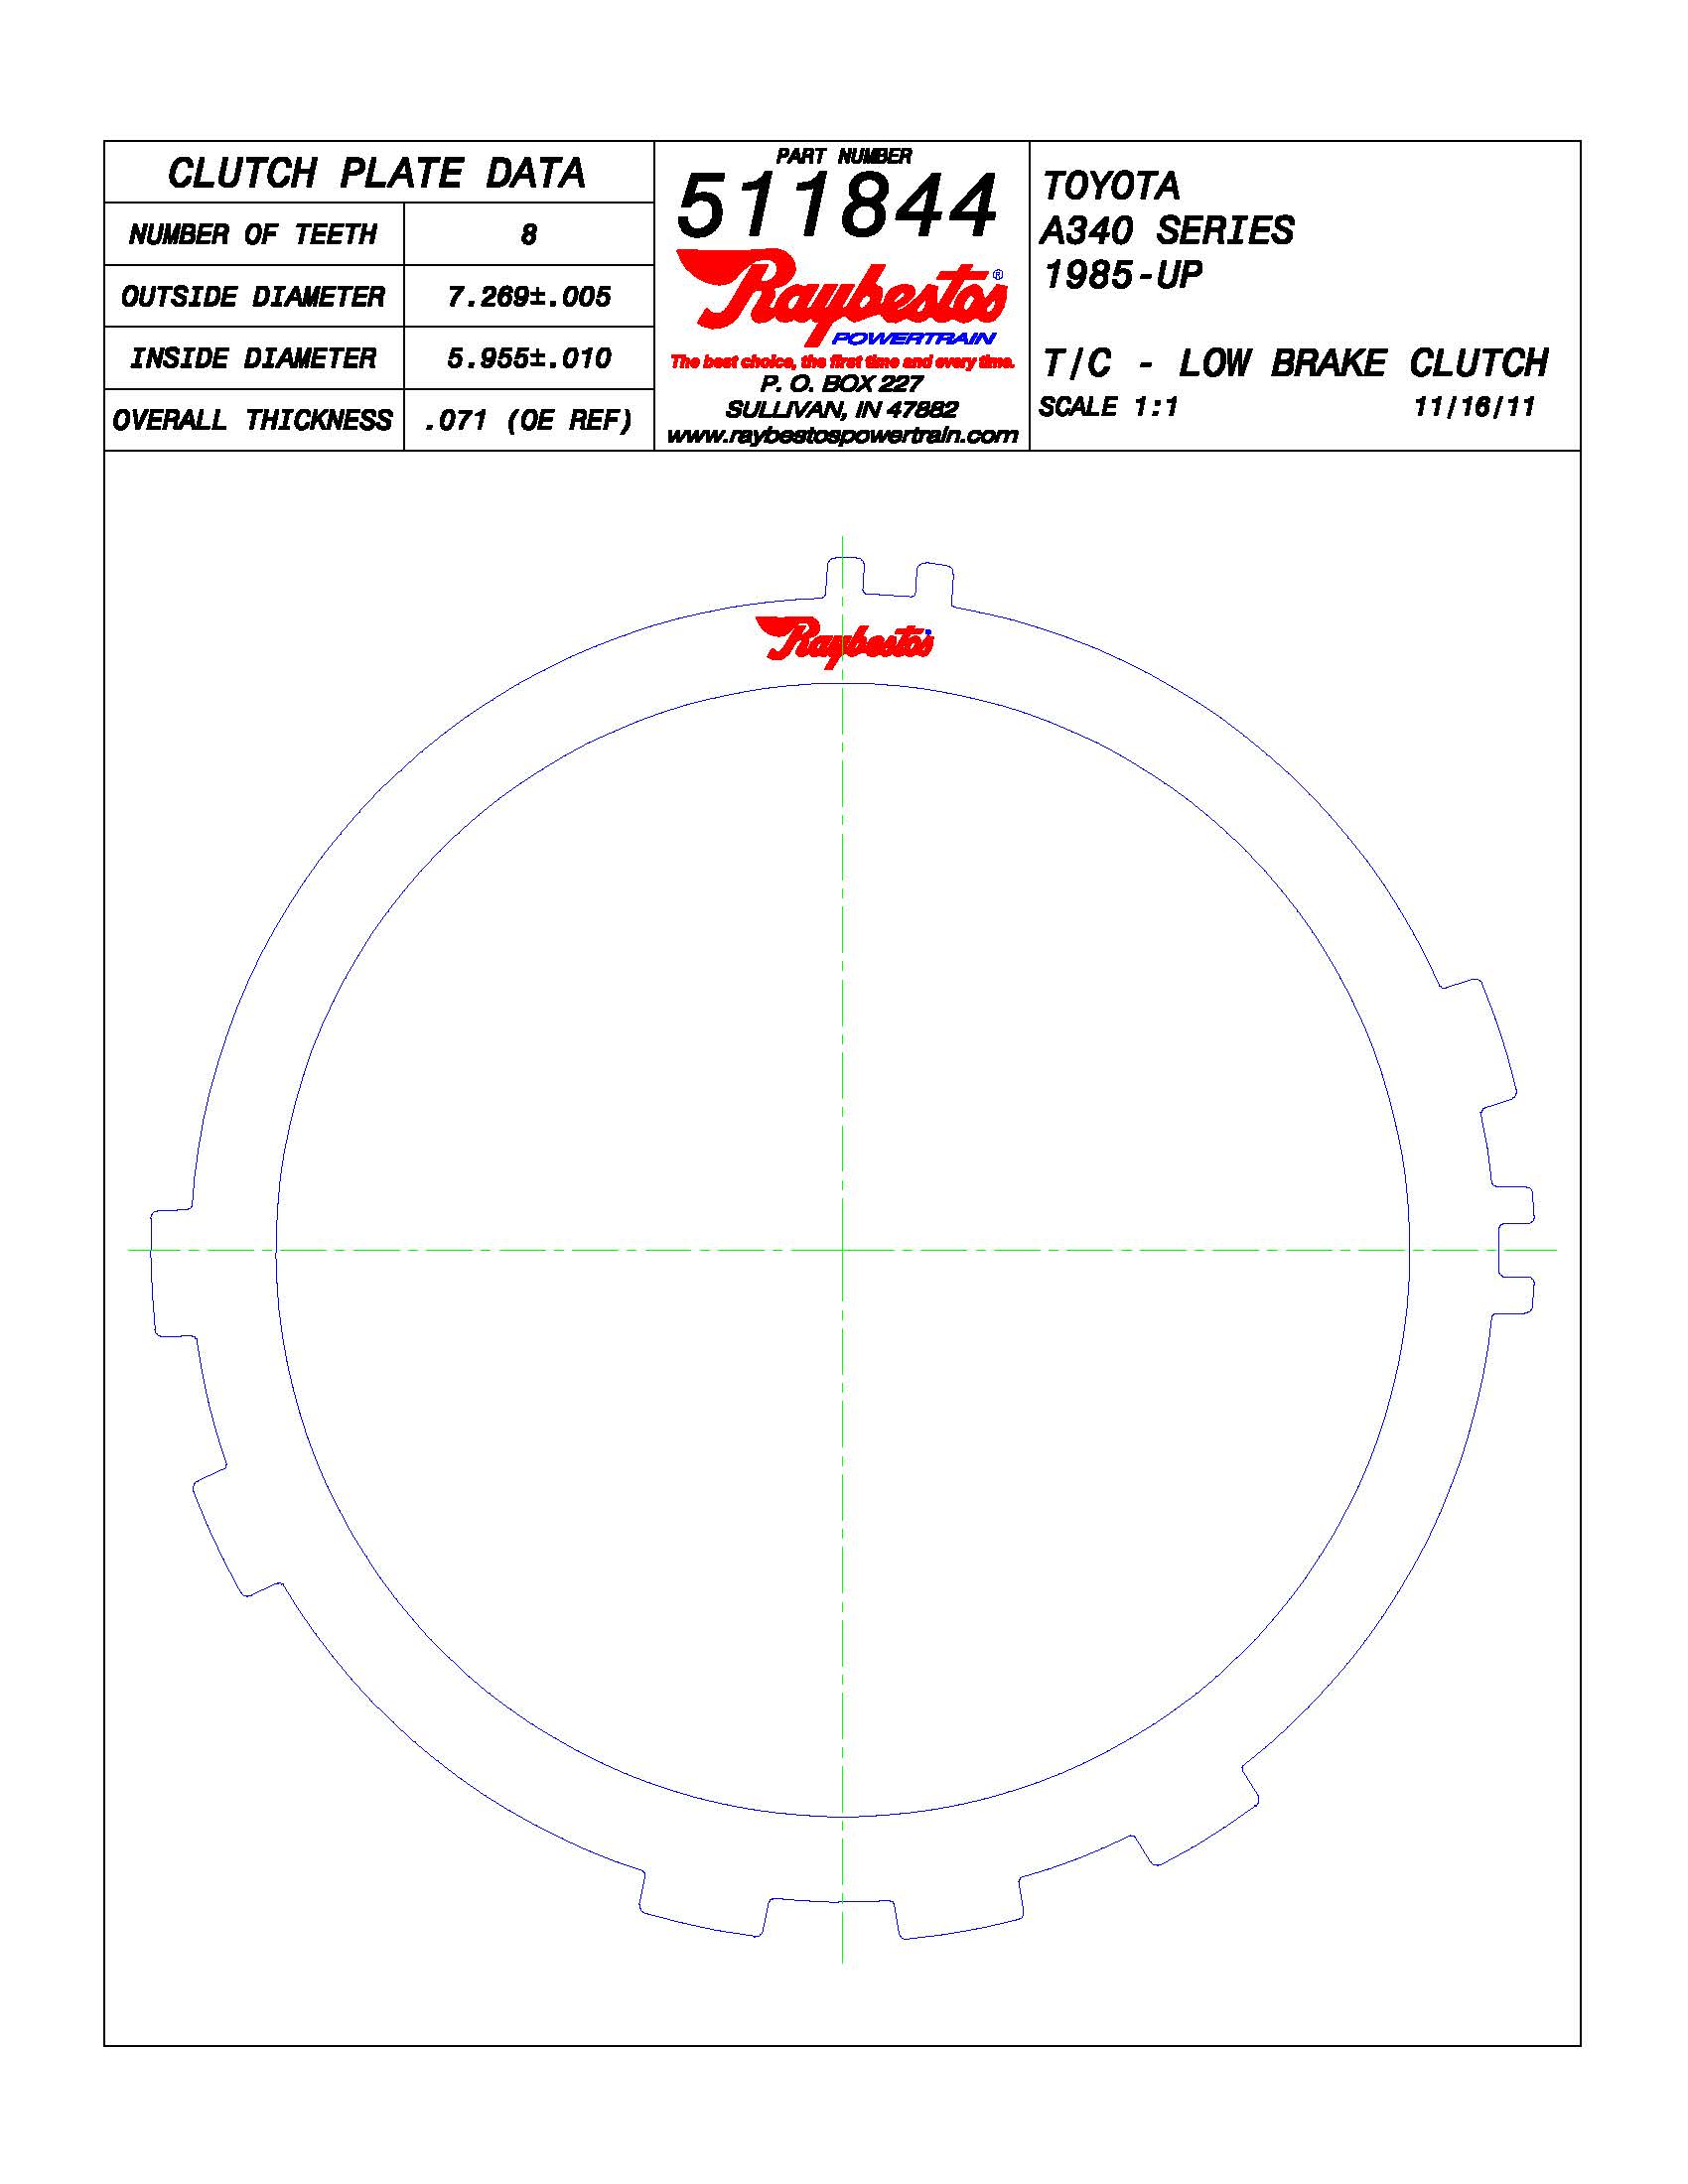 CLUTCH PLATE DATA
NUMBER OF TEETH 8
OUTSIDE DIAMETER 7.269±.005
INSIDE DIAMETER 5.955±.010
OVERALL THICKNESS .071 (OE REF)
PART NUMBER
511844
Raybestos®
POWERTRAIN
The best choice, the first time and every time.
P. O. BOX 227
SULLIVAN, IN 47882
www.raybestospowertrain.com
TOYOTA
A340 SERIES
1985-UP
T/C - LOW BRAKE CLUTCH
SCALE 1:1 11/16/11
Raybestos